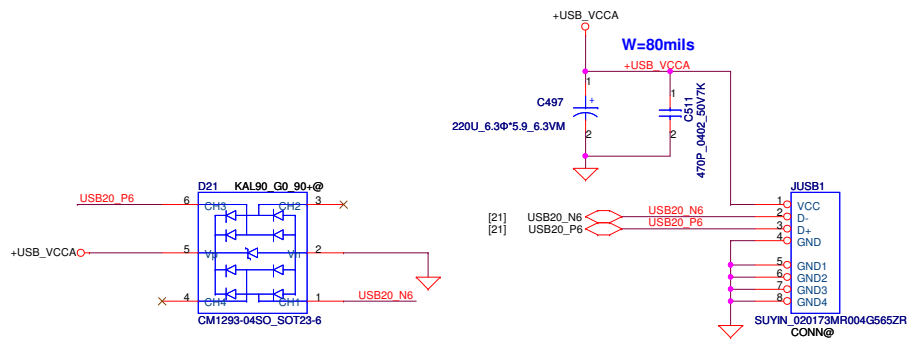 +USB_VCCA
W=80mils
+USB_VCCA
1
1
C497
+
C511
220U_6.3Φ*5.9_6.3VM
2
2
470P_0402_50V7K
D21 KAL90_G0_90+@
JUSB1
USB20_P6 6 CH3 CH2 3
1 VCC
[21] USB20_N6 USB20_N6 2 D-
[21] USB20_P6 USB20_P6 3 D+
4 GND
+USB_VCCA 5 Vp Vn 2
5 GND1
6 GND2
7 GND3
8 GND4
4 CH4 CH1 1 USB20_N6
CM1293-04SO_SOT23-6
SUYIN_020173MR004G565ZR
CONN@